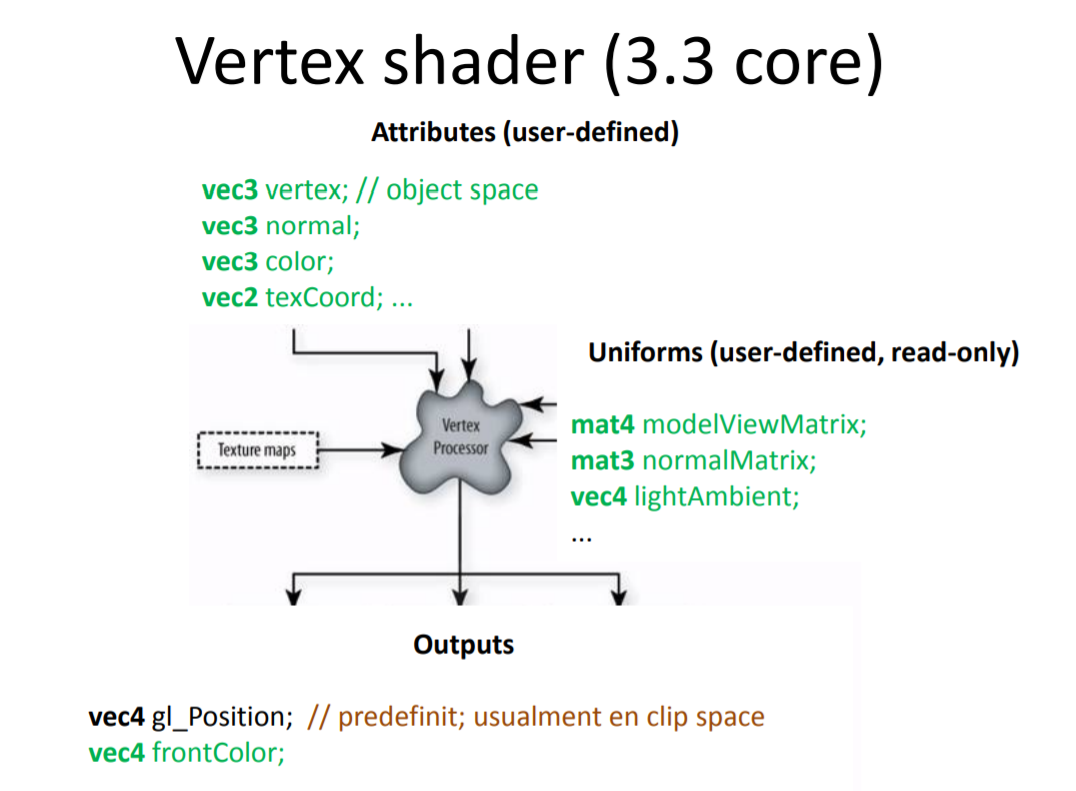 Vertex shader (3.3 core)
Attributes (user-defined)
vec3 vertex; // object space
vec3 normal;
vec3 color;
vec2 texCoord; ...
Uniforms (user-defined, read-only)
mat4 modelViewMatrix;
mat3 normalMatrix;
vec4 lightAmbient;
...
Texture maps
Vertex
Processor
Outputs
vec4 gl_Position; // predefinit; usualment en clip space
vec4 frontColor;